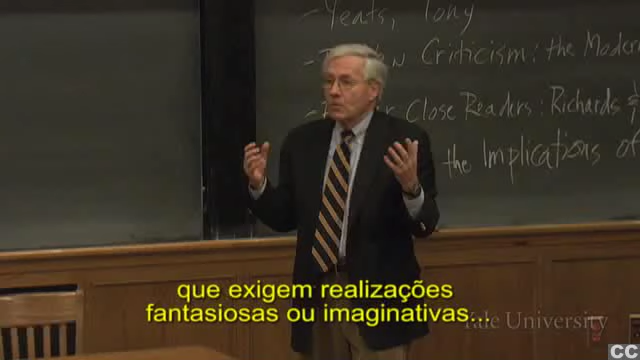 - Yeats, Tony
Criticism: the Modern
Close Readers: Richards &
the Implications of
que exigem realizações
fantasiosas ou imaginativas...
Yale University
CC